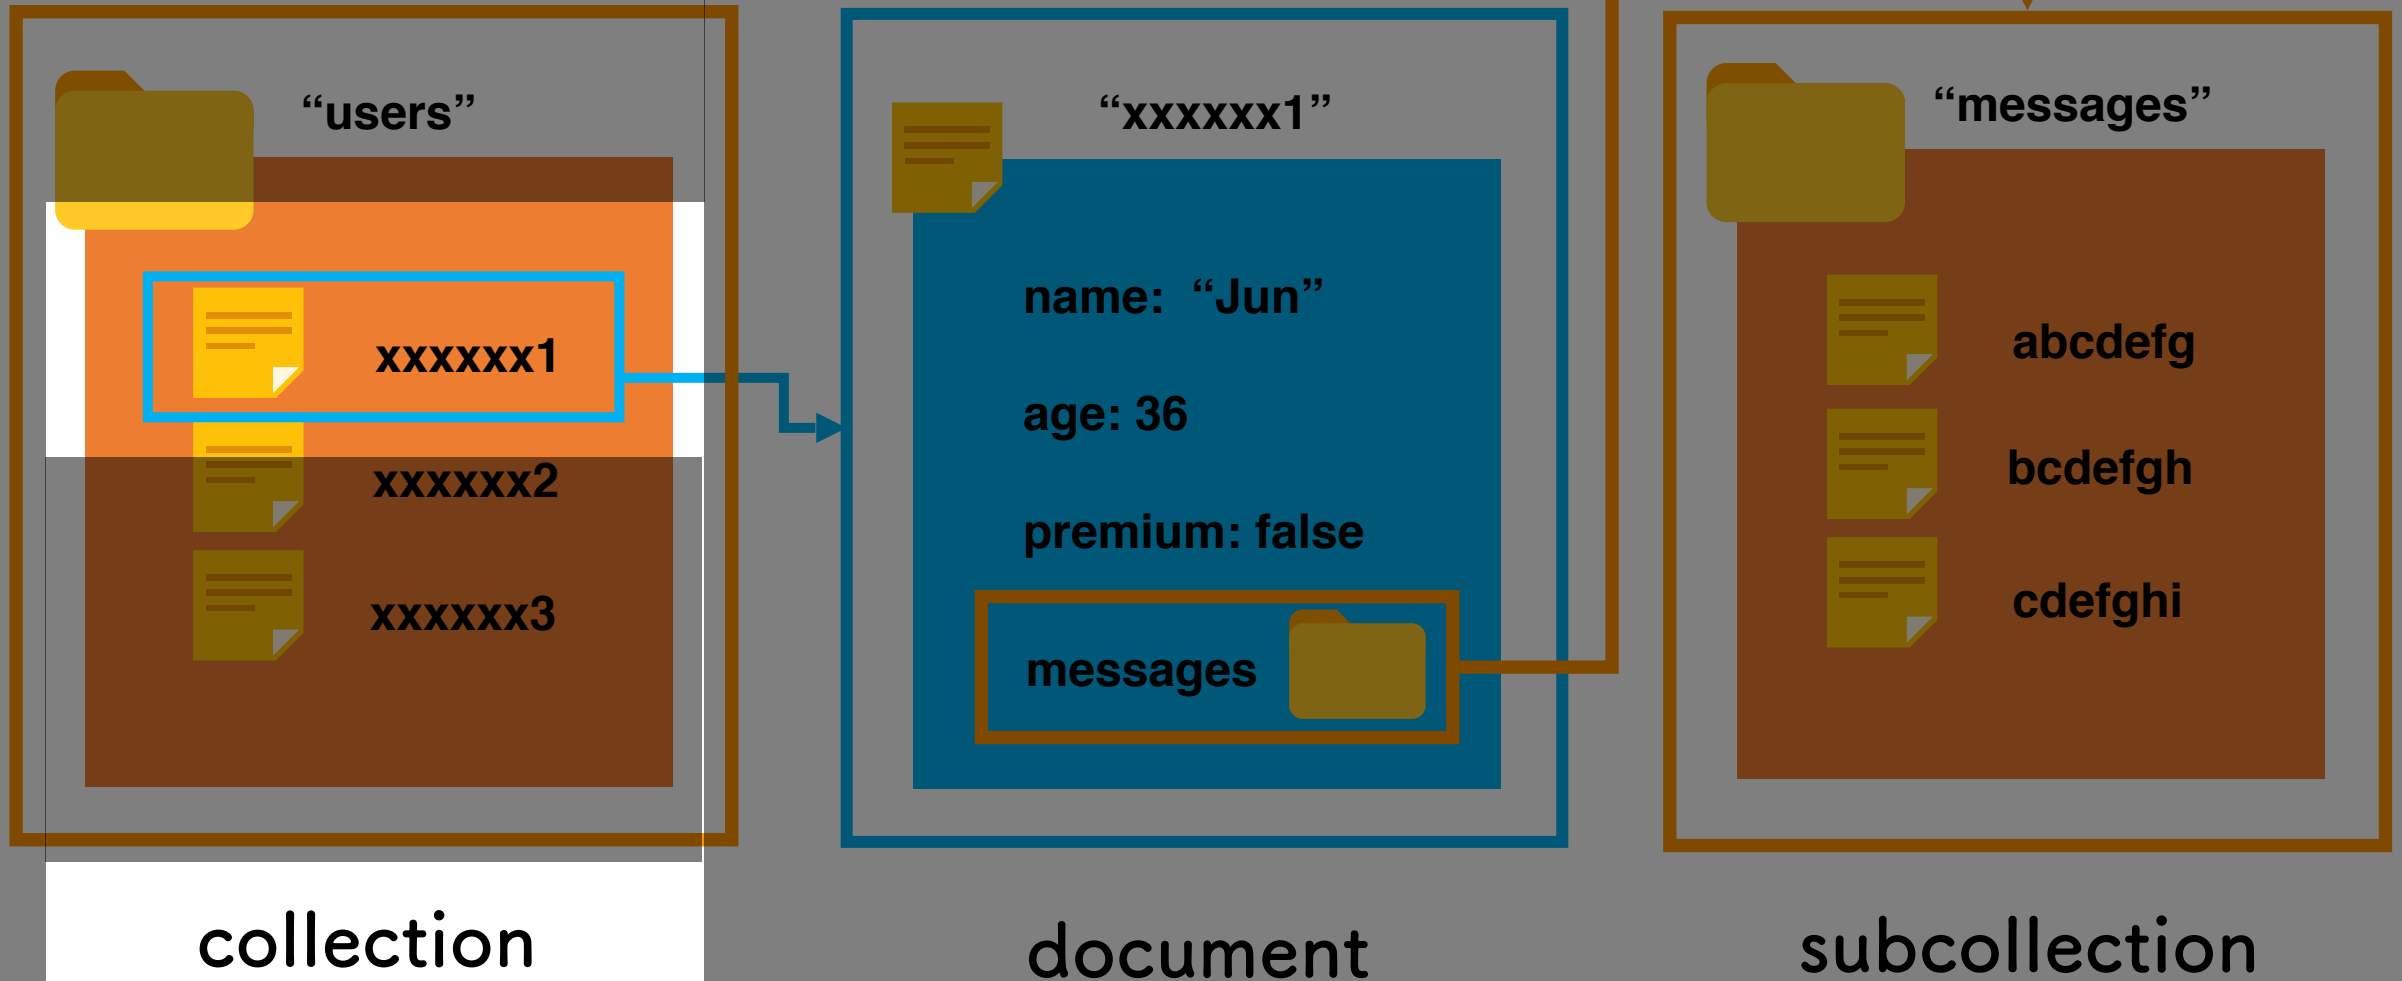 “users”
xxxxxx1
xxxxxx2
xxxxxx3
collection
“xxxxxx1”
name: “Jun”
age: 36
premium: false
messages
document
“messages”
abcdefg
bcdefgh
cdefghi
subcollection